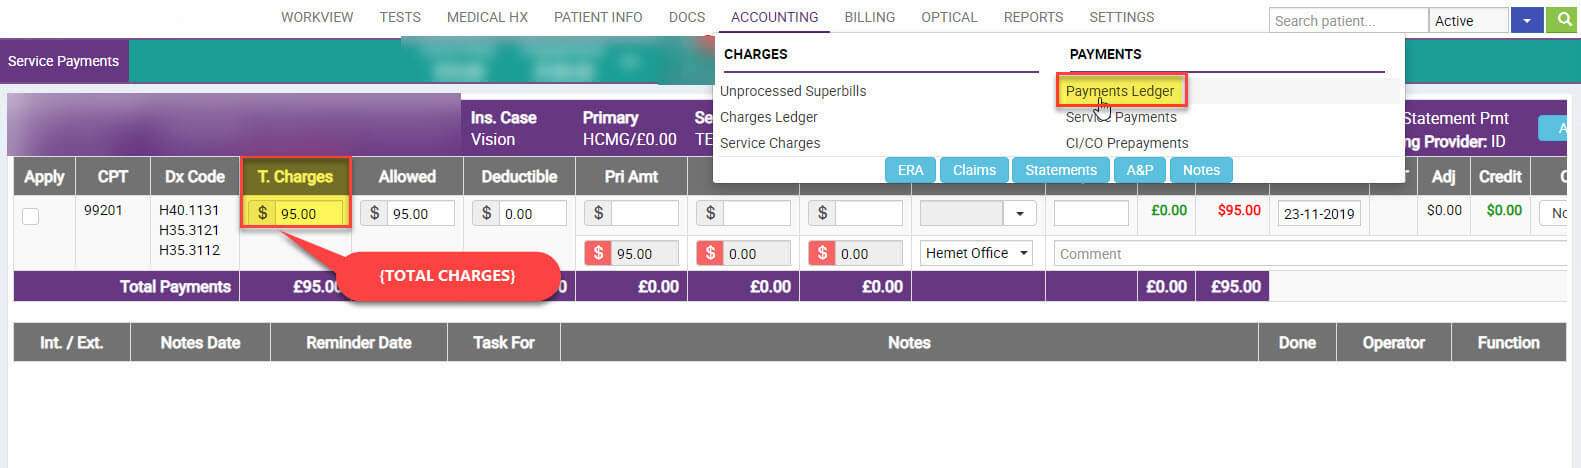 WORKVIEW TESTS MEDICAL HX PATIENT INFO DOCS ACCOUNTING BILLING OPTICAL REPORTS SETTINGS Search patient... Active
Service Payments
CHARGES PAYMENTS
Unprocessed Superbills Payments Ledger
Charges Ledger Service Payments
Service Charges CI/CO Prepayments
ERA Claims Statements A&P Notes
Ins. Case Primary Se Statement Pmt
Vision HCMG/£0.00 TE ng Provider: ID A
Apply CPT Dx Code T. Charges Allowed Deductible Pri Amt Adj Credit
99201 H40.1131 $ 95.00 $ 95.00 $ 0.00 $ $ $ £0.00 $95.00 23-11-2019 $0.00 $0.00 No
H35.3121
H35.3112 $ 95.00 $ 0.00 $ 0.00 Hemet Office Comment
{TOTAL CHARGES}
Total Payments £95.00 .00 £0.00 £0.00 £0.00 £0.00 £95.00
Int. / Ext. Notes Date Reminder Date Task For Notes Done Operator Function